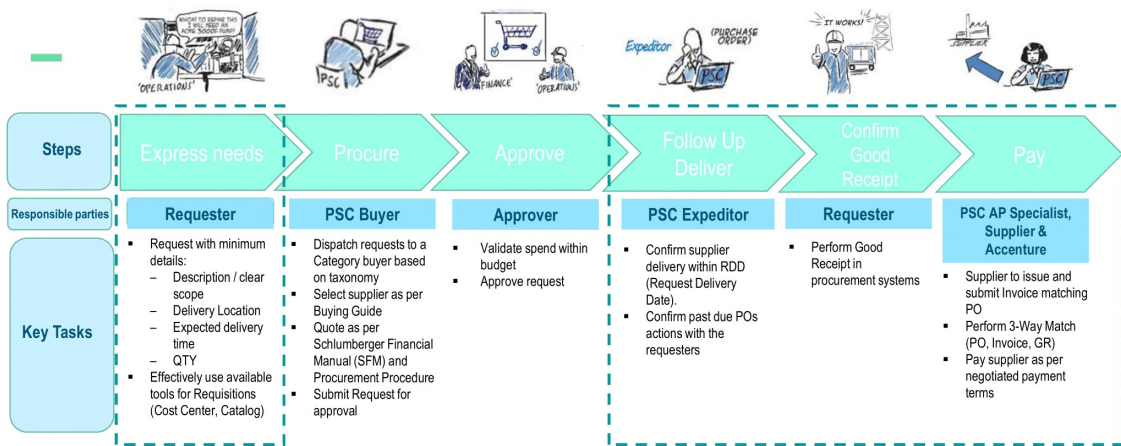 WHOA! TO REPAIR THIS
I WILL NEED AN
ACME 3000S PUMP!
'OPERATIONS'
PSC
'FINANCE'
'OPERATIONS'
Expeditor
(PURCHASE
ORDER)
PSC
IT WORKS!
SUPPLIER
PSC
Steps
Express needs
Procure
Approve
Follow Up
Deliver
Confirm
Good
Receipt
Pay
Responsible parties
Requester
PSC Buyer
Approver
PSC Expeditor
Requester
PSC AP Specialist,
Supplier &
Accenture
Key Tasks
▪ Request with minimum
details:
– Description / clear
scope
– Delivery Location
– Expected delivery
time
– QTY
▪ Effectively use available
tools for Requisitions
(Cost Center, Catalog)
▪ Dispatch requests to a
Category buyer based
on taxonomy
▪ Select supplier as per
Buying Guide
▪ Quote as per
Schlumberger Financial
Manual (SFM) and
Procurement Procedure
▪ Submit Request for
approval
▪ Validate spend within
budget
▪ Approve request
▪ Confirm supplier
delivery within RDD
(Request Delivery
Date).
▪ Confirm past due POs
actions with the
requesters
▪ Perform Good
Receipt in
procurement systems
▪ Supplier to issue and
submit Invoice matching
PO
▪ Perform 3-Way Match
(PO, Invoice, GR)
▪ Pay supplier as per
negotiated payment
terms